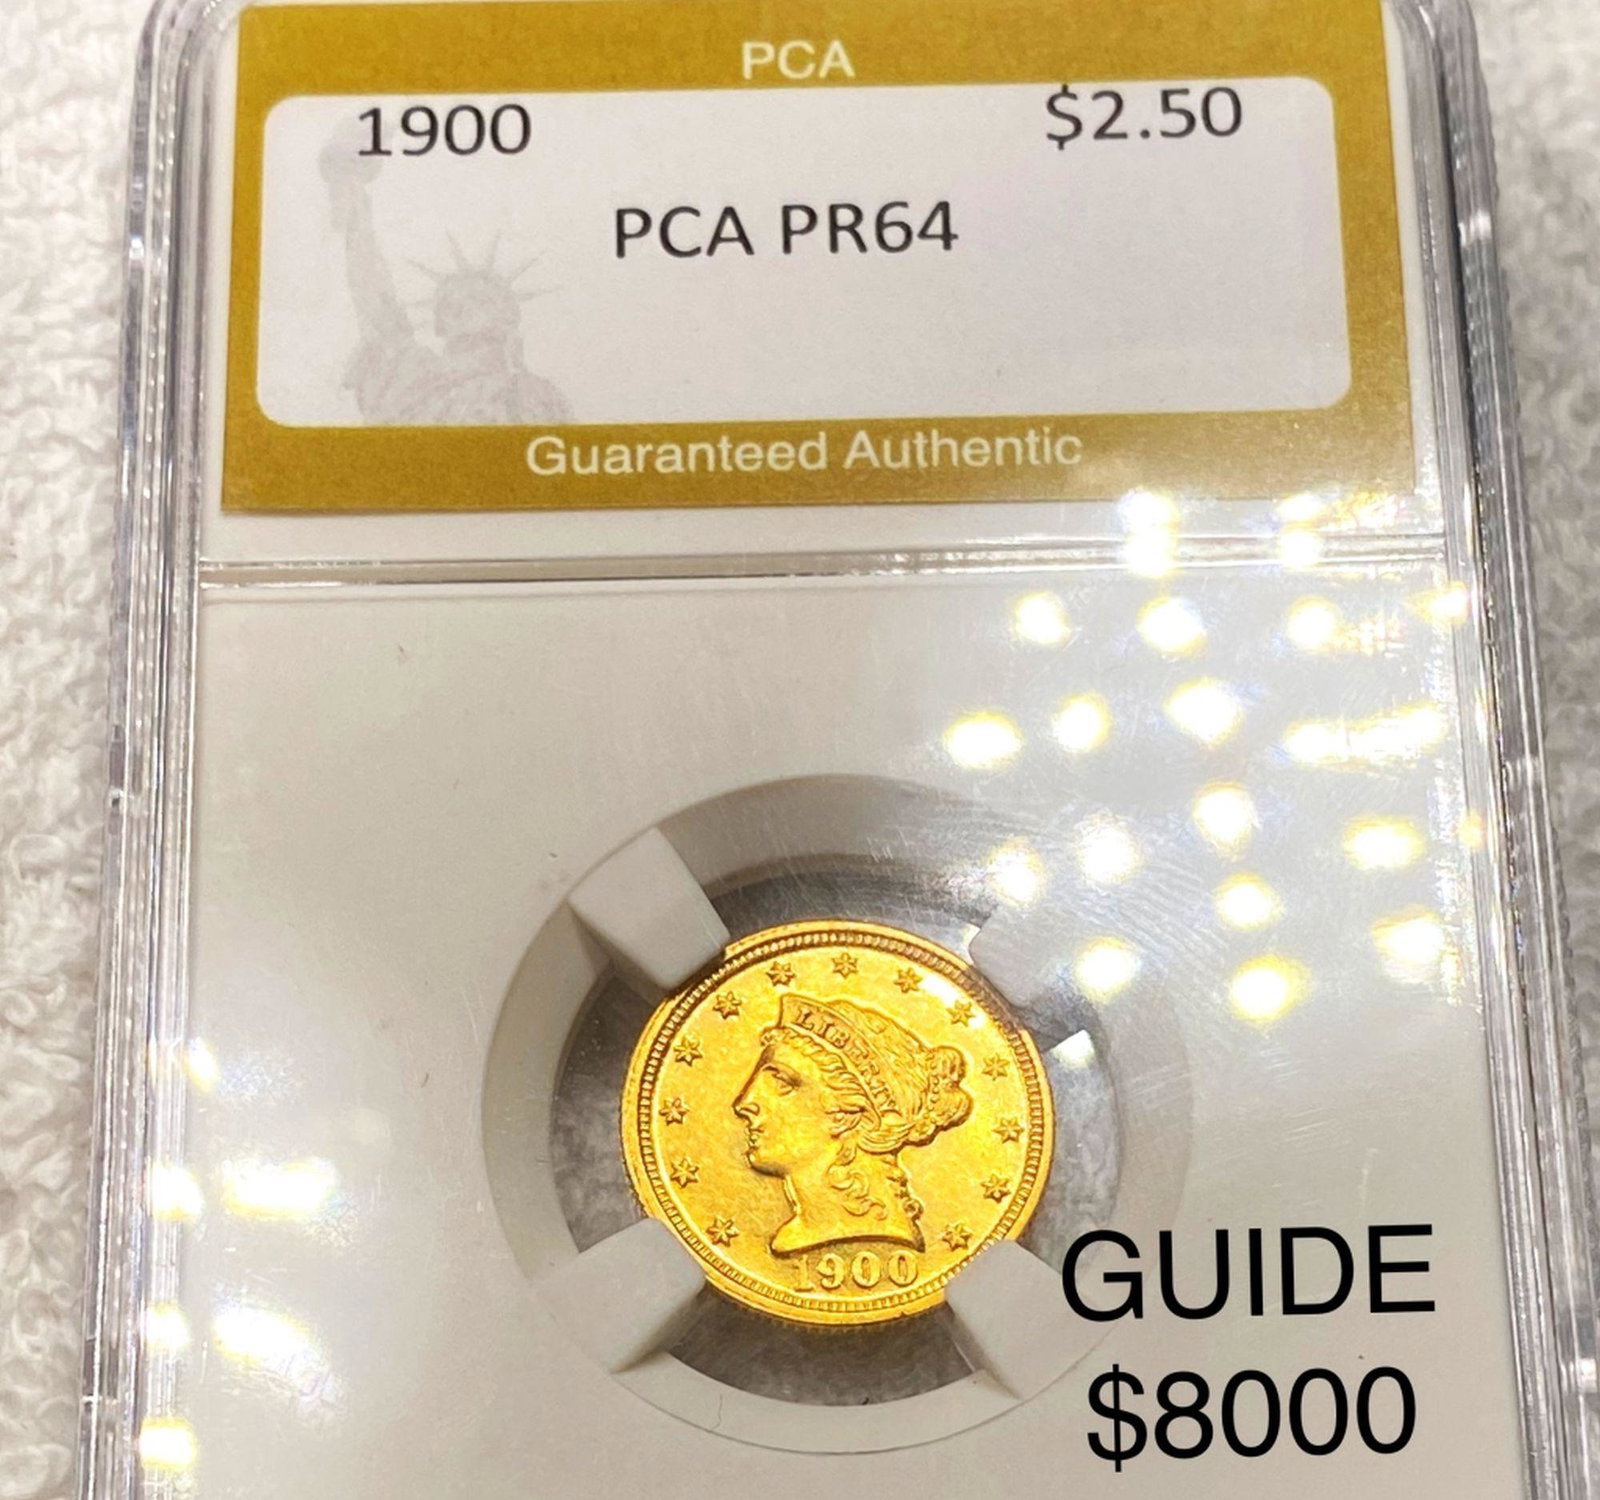 PCA
1900 $2.50
PCA PR64
Guaranteed Authentic
LIBERTY
1900
GUIDE
$8000